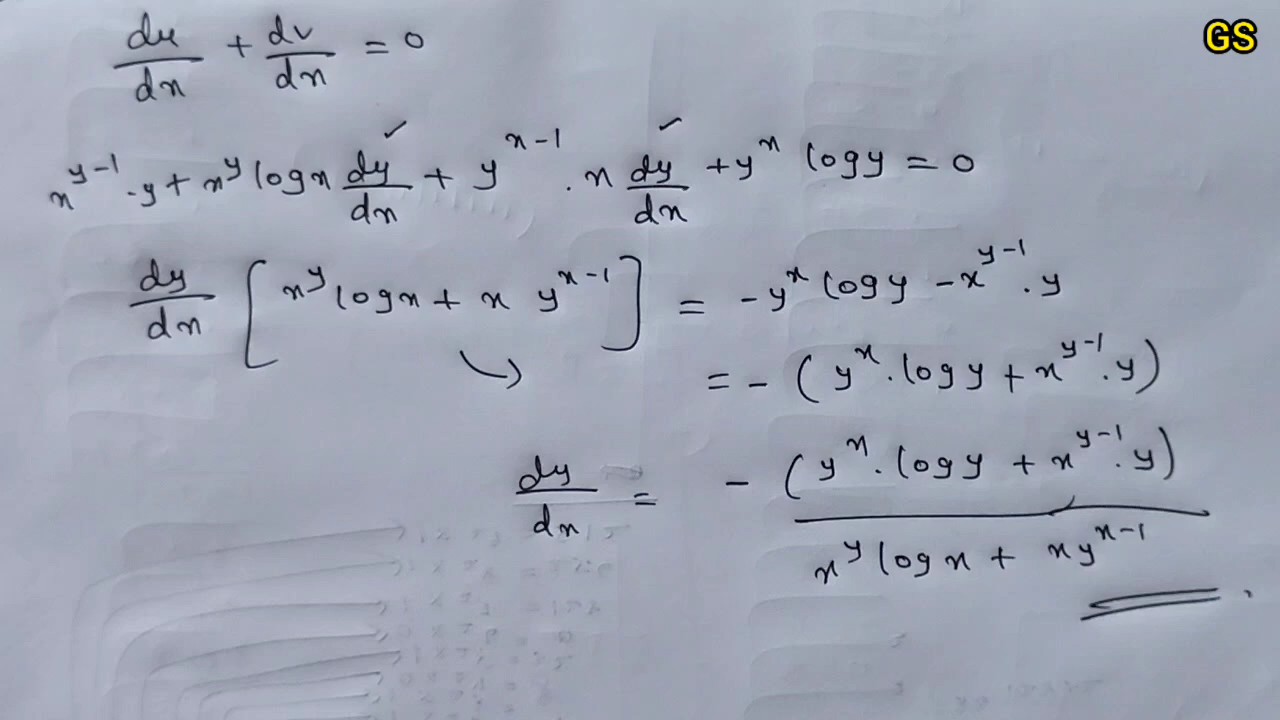 GS
du/dx + dv/dx = 0
x^{y-1} . y + x^y log x dy/dx + y^{x-1} . x dy/dx + y^x log y = 0
dy/dx [ x^y log x + x y^{x-1} ] = - y^x log y - x^{y-1} . y
= - ( y^x . log y + x^{y-1} . y )
dy/dx = - ( y^x . log y + x^{y-1} . y ) / x^y log x + x y^{x-1}